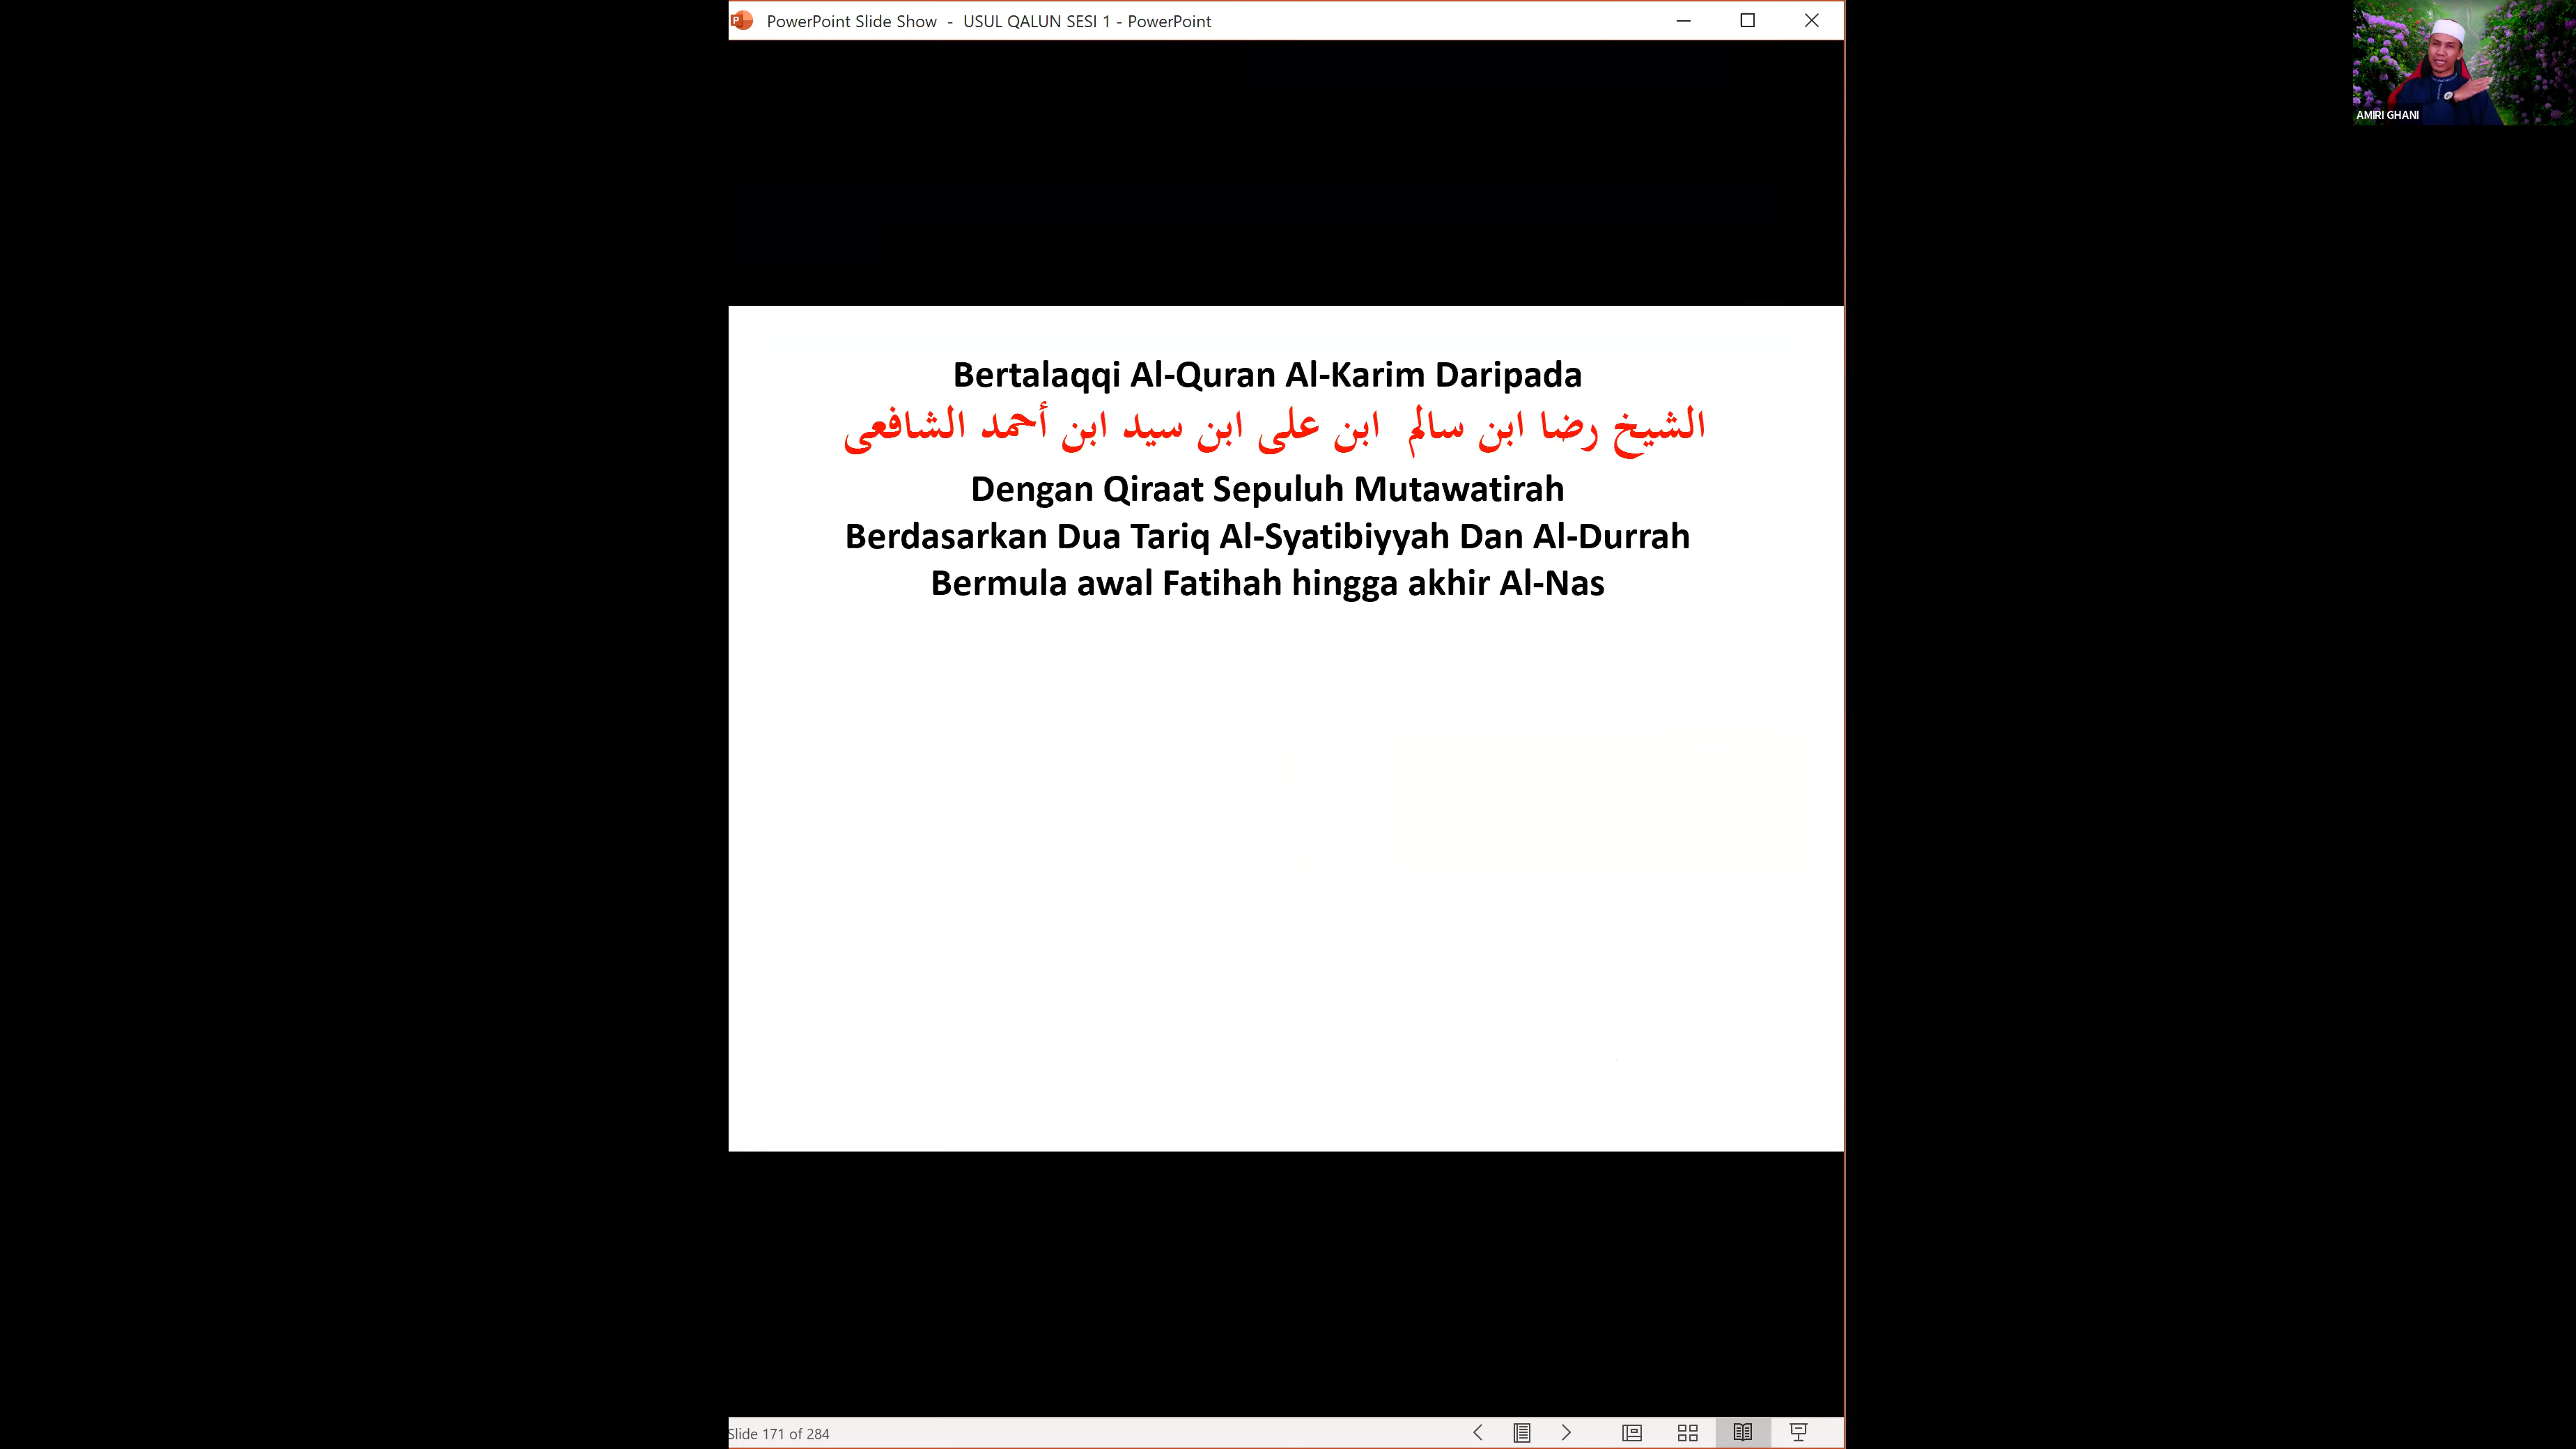 PowerPoint Slide Show - USUL QALUN SESI 1 - PowerPoint
AMIRI GHANI
Bertalaqqi Al-Quran Al-Karim Daripada
الشيخ رضا ابن سالم ابن على ابن سيد ابن أحمد الشافعى
Dengan Qiraat Sepuluh Mutawatirah
Berdasarkan Dua Tariq Al-Syatibiyyah Dan Al-Durrah
Bermula awal Fatihah hingga akhir Al-Nas
Slide 171 of 284